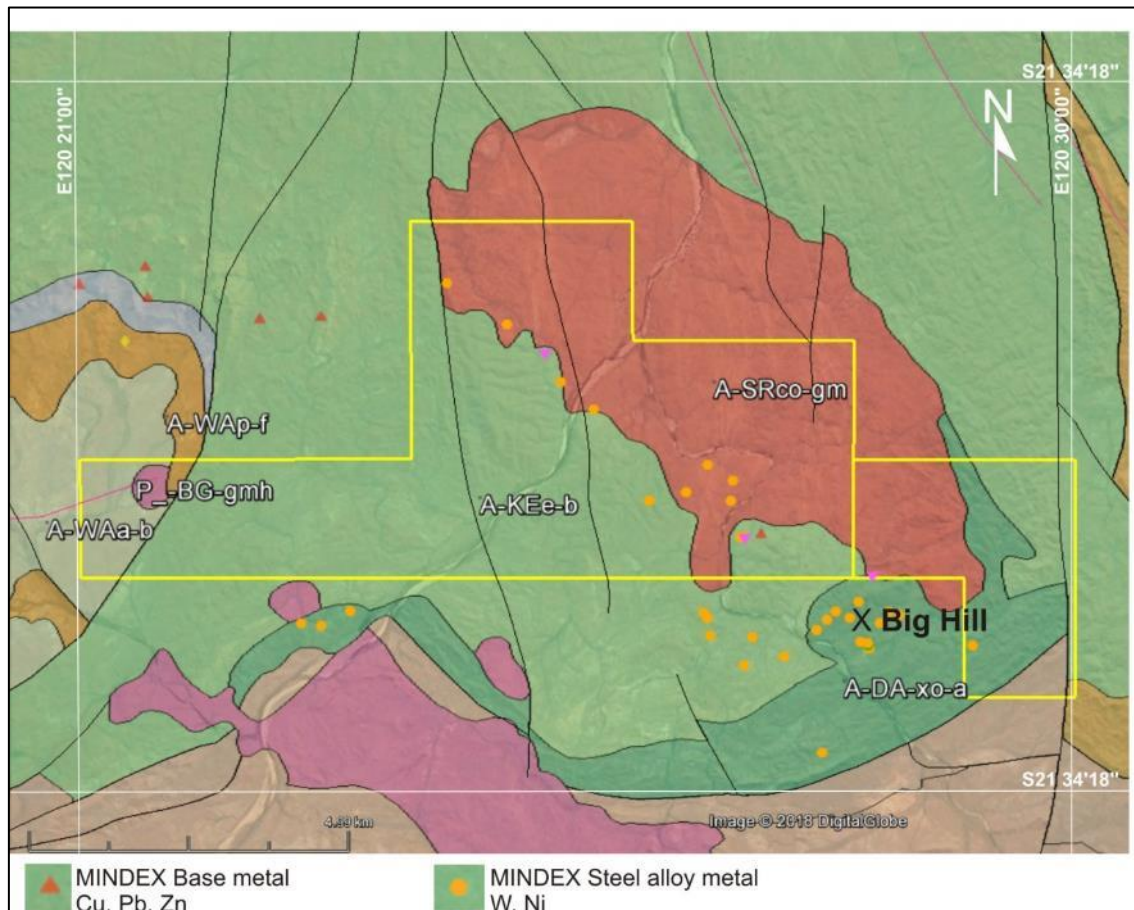 S21 34'18"
E120 21'00"
E120 30'00"
N
A-SRco-gm
A-WAp-f
P_-BG-gmh
A-KEe-b
A-WAa-b
X Big Hill
A-DA-xo-a
S21 34'18"
4.99 km
Image © 2018 DigitalGlobe
MINDEX Base metal
Cu, Pb, Zn
MINDEX Steel alloy metal
W, Ni